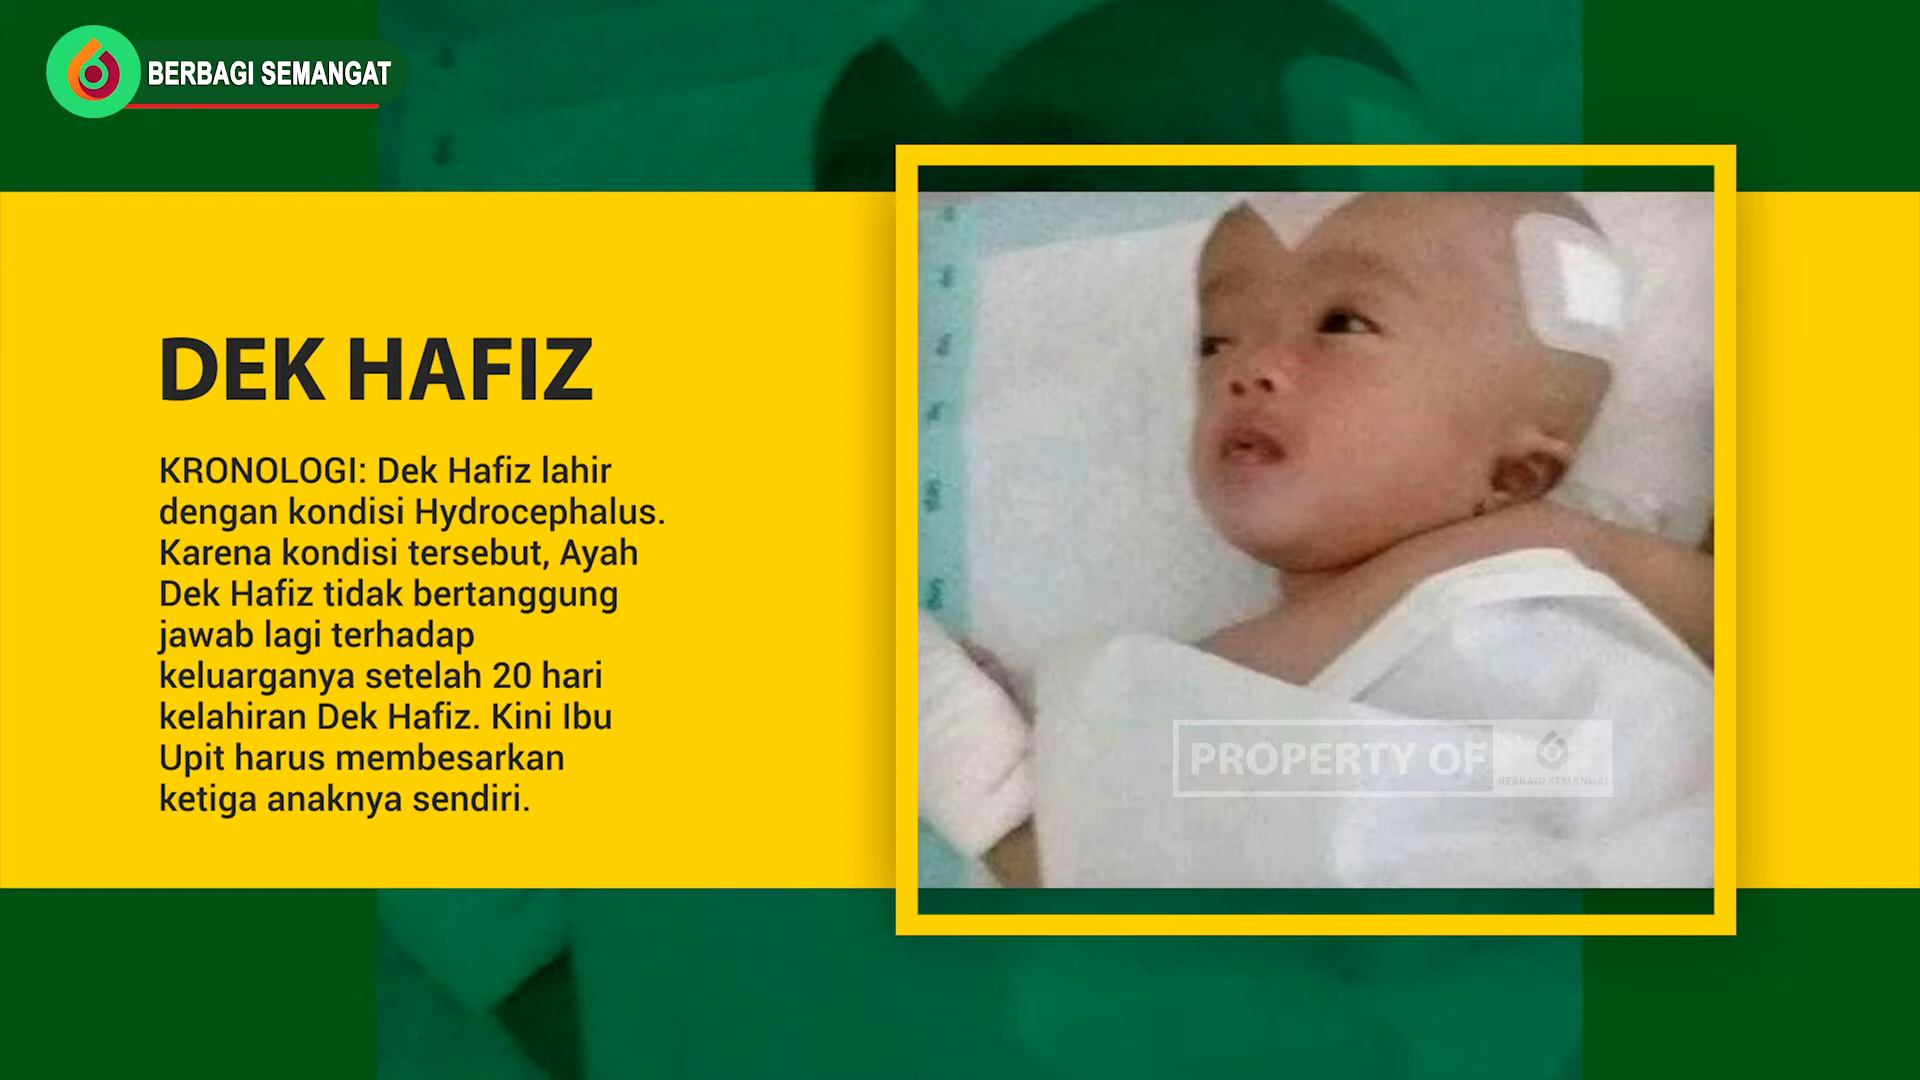 BERBAGI SEMANGAT
DEK HAFIZ
KRONOLOGI: Dek Hafiz lahir
dengan kondisi Hydrocephalus.
Karena kondisi tersebut, Ayah
Dek Hafiz tidak bertanggung
jawab lagi terhadap
keluarganya setelah 20 hari
kelahiran Dek Hafiz. Kini Ibu
Upit harus membesarkan
ketiga anaknya sendiri.
PROPERTY OF
BERBAGI SEMANGAT